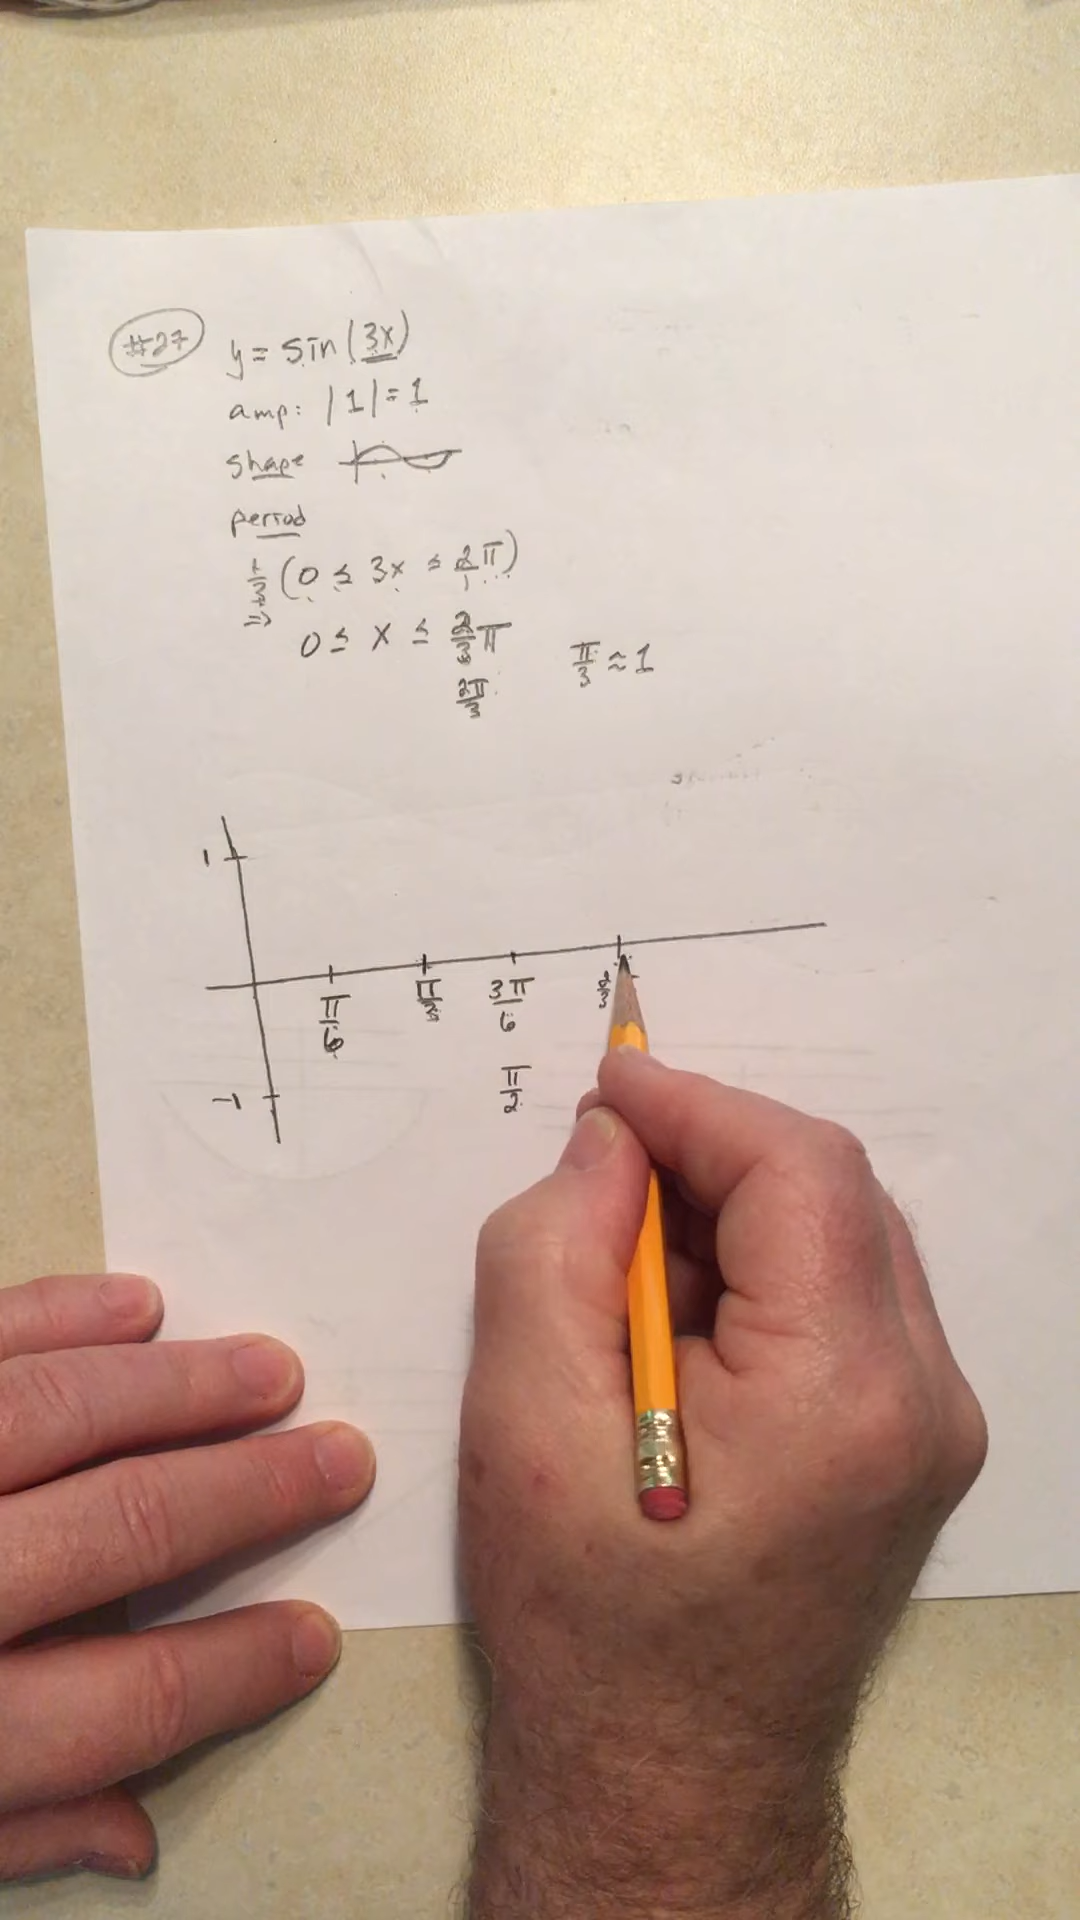 #27 y = sin(3x)
amp: |1| = 1
shape
period
1/3 (0 ≤ 3x ≤ 2π/1)
⇒ 0 ≤ x ≤ 2/3 π
2π/3 π/3 ≈ 1
1
π/6 π/3 3π/6
-1 π/2